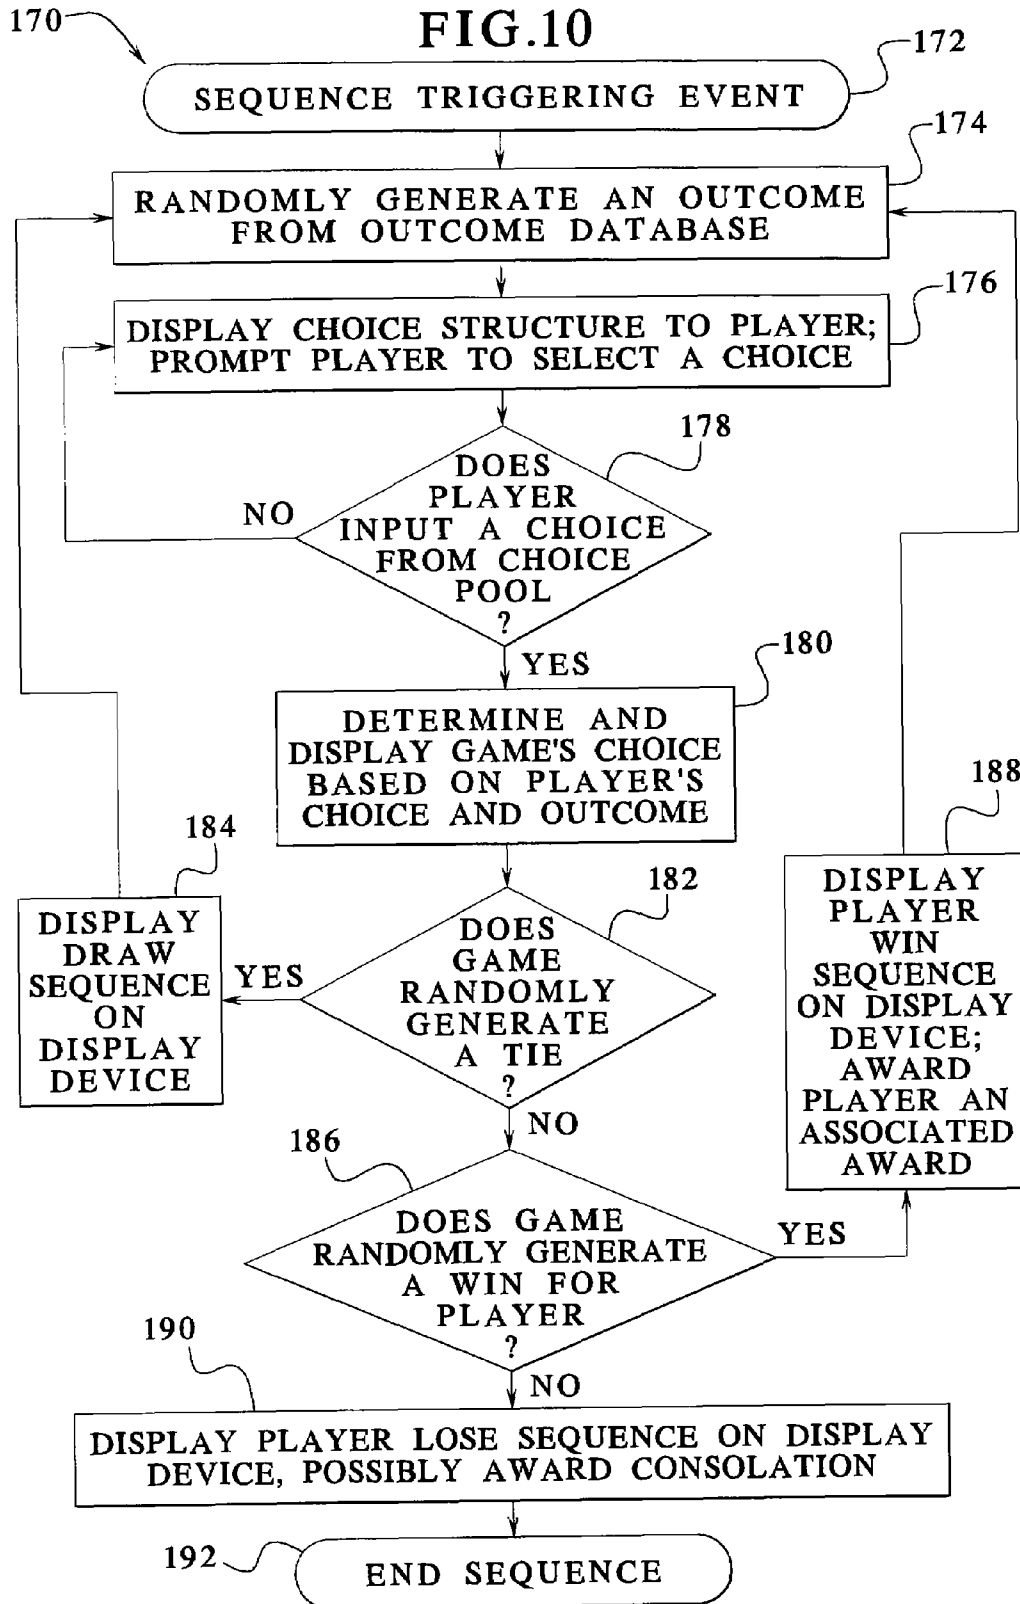 FIG.10
170
172
SEQUENCE TRIGGERING EVENT
174
RANDOMLY GENERATE AN OUTCOME
FROM OUTCOME DATABASE
176
DISPLAY CHOICE STRUCTURE TO PLAYER;
PROMPT PLAYER TO SELECT A CHOICE
178
DOES
PLAYER
INPUT A CHOICE
FROM CHOICE
POOL
?
NO
YES
180
DETERMINE AND
DISPLAY GAME'S CHOICE
BASED ON PLAYER'S
CHOICE AND OUTCOME
182
DOES
GAME
RANDOMLY
GENERATE
A TIE
?
YES
NO
184
DISPLAY
DRAW
SEQUENCE
ON
DISPLAY
DEVICE
186
DOES GAME
RANDOMLY GENERATE
A WIN FOR
PLAYER
?
YES
NO
188
DISPLAY
PLAYER
WIN
SEQUENCE
ON DISPLAY
DEVICE;
AWARD
PLAYER AN
ASSOCIATED
AWARD
190
DISPLAY PLAYER LOSE SEQUENCE ON DISPLAY
DEVICE, POSSIBLY AWARD CONSOLATION
192
END SEQUENCE